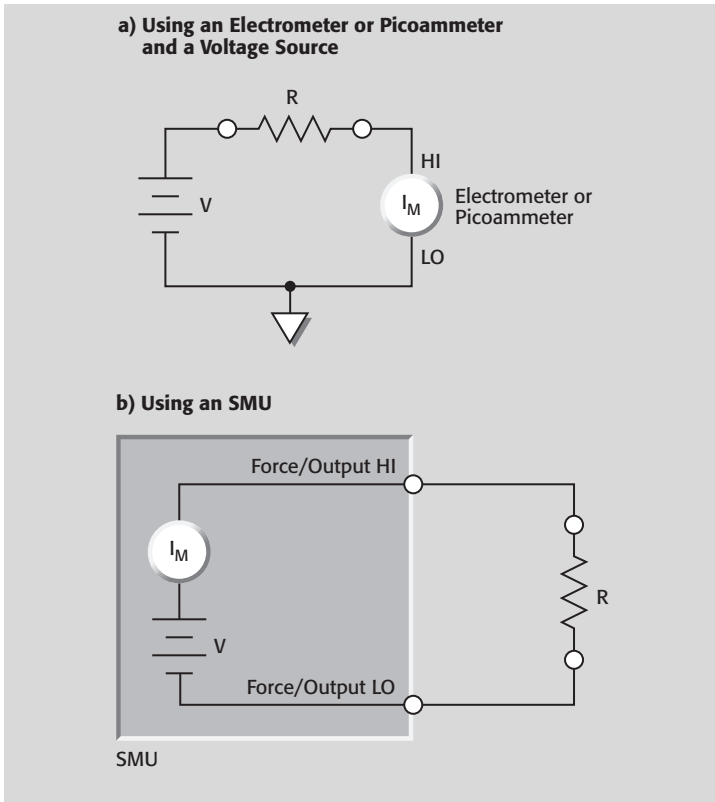 a) Using an Electrometer or Picoammeter
and a Voltage Source
R
HI
V
IM
Electrometer or
Picoammeter
LO
b) Using an SMU
Force/Output HI
IM
R
V
Force/Output LO
SMU